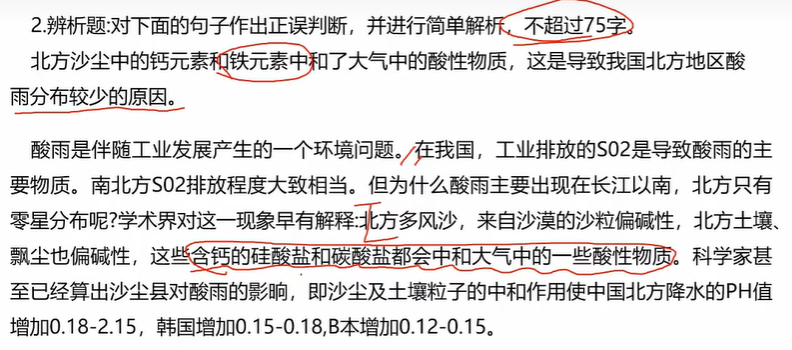 2.辨析题:对下面的句子作出正误判断，并进行简单解析，不超过75字。
北方沙尘中的钙元素和铁元素中和了大气中的酸性物质，这是导致我国北方地区酸
雨分布较少的原因。
酸雨是伴随工业发展产生的一个环境问题。在我国，工业排放的S02是导致酸雨的主
要物质。南北方S02排放程度大致相当。但为什么酸雨主要出现在长江以南，北方只有
零星分布呢?学术界对这一现象早有解释:北方多风沙，来自沙漠的沙粒偏碱性，北方土壤、
飘尘也偏碱性，这些含钙的硅酸盐和碳酸盐都会中和大气中的一些酸性物质。科学家甚
至已经算出沙尘县对酸雨的影响，即沙尘及土壤粒子的中和作用使中国北方降水的PH值
增加0.18-2.15，韩国增加0.15-0.18,B本增加0.12-0.15。